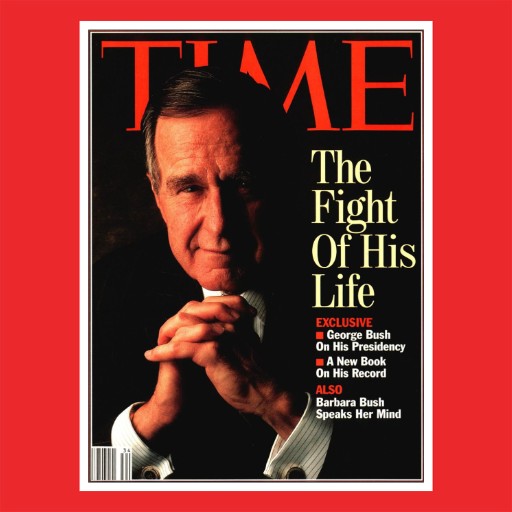 TIME
The
Fight
Of His
Life
EXCLUSIVE
■ George Bush
On His Presidency
■ A New Book
On His Record
ALSO
Barbara Bush
Speaks Her Mind
34